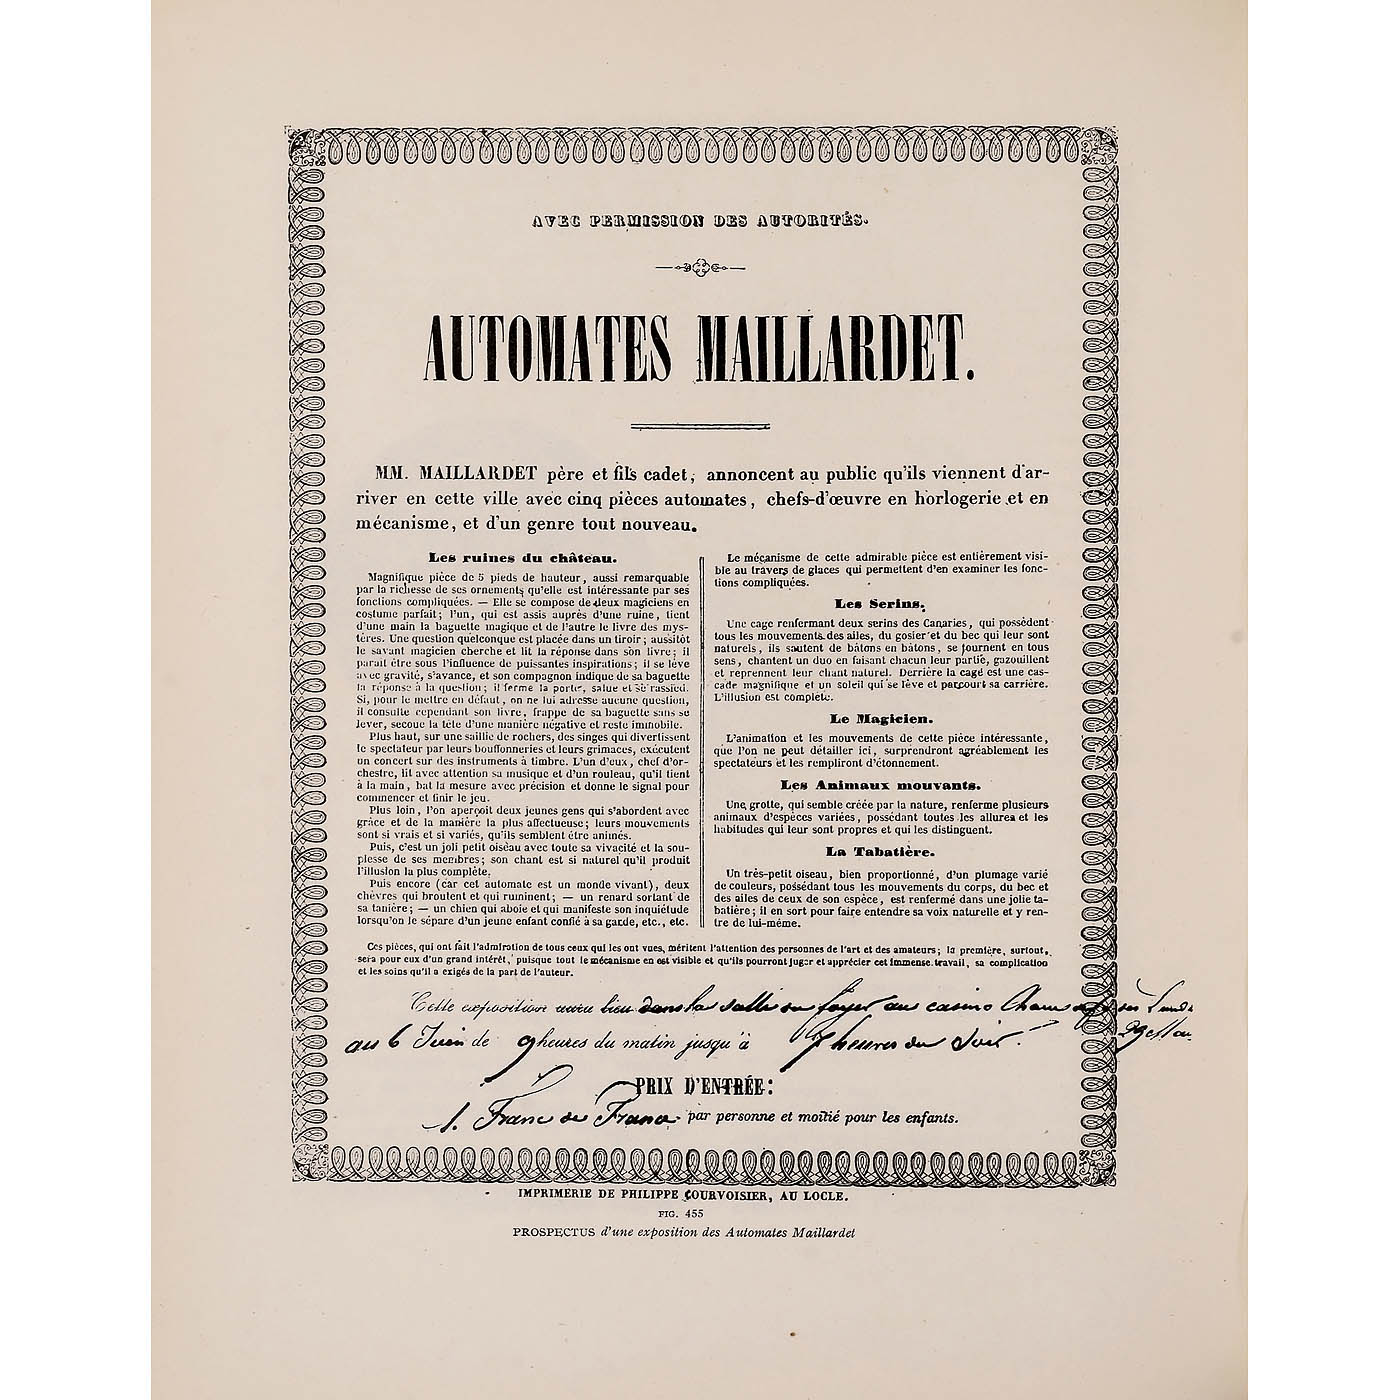 AVEC PERMISSION DES AUTORITÉS.
AUTOMATES MAILLARDET.
MM. MAILLARDET père et fils cadet, annoncent au public qu'ils viennent d'ar-
river en cette ville avec cinq pièces automates, chefs-d'œuvre en horlogerie et en
mécanisme, et d'un genre tout nouveau.
Les ruines du château.
Magnifique pièce de 5 pieds de hauteur, aussi remarquable
par la richesse de ses ornements qu'elle est intéressante par ses
fonctions compliquées. — Elle se compose de deux magiciens en
costume parfait; l'un, qui est assis auprès d'une ruine, tient
d'une main la baguette magique et de l'autre le livre des mys-
tères. Une question quelconque est placée dans un tiroir; aussitôt
le savant magicien cherche et lit la réponse dans son livre; il
paraît être sous l'influence de puissantes inspirations; il se lève
avec gravité, s'avance, et son compagnon indique de sa baguette
la réponse à la question; il ferme la porte, salue et se rassied.
Si, pour le mettre en défaut, on ne lui adresse aucune question,
il consulte cependant son livre, frappe de sa baguette sans se
lever, secoue la tête d'une manière négative et reste immobile.
Plus haut, sur une saillie de rochers, des singes qui divertissent
le spectateur par leurs bouffonneries et leurs grimaces, exécutent
un concert sur des instruments à timbre. L'un d'eux, chef d'or-
chestre, lit avec attention sa musique et d'un rouleau, qu'il tient
à la main, bat la mesure avec précision et donne le signal pour
commencer et finir le jeu.
Plus loin, l'on aperçoit deux jeunes gens qui s'abordent avec
grâce et de la manière la plus affectueuse; leurs mouvements
sont si vrais et si variés, qu'ils semblent être animés.
Puis, c'est un joli petit oiseau avec toute sa vivacité et la sou-
plesse de ses membres; son chant est si naturel qu'il produit
l'illusion la plus complète.
Puis encore (car cet automate est un monde vivant), deux
chèvres qui broutent et qui ruminent; — un renard sortant de
sa tanière; — un chien qui aboie et qui manifeste son inquiétude
lorsqu'on le sépare d'un jeune enfant confié à sa garde, etc., etc.
Le mécanisme de cette admirable pièce est entièrement visi-
ble au travers de glaces qui permettent d'en examiner les fonc-
tions compliquées.
Les Serins.
Une cage renfermant deux serins des Canaries, qui possèdent
tous les mouvements des ailes, du gosier et du bec qui leur sont
naturels, ils sautent de bâtons en bâtons, se tournent en tous
sens, chantent un duo en faisant chacun leur partie, gazouillent
et reprennent leur chant naturel. Derrière la cage est une cas-
cade magnifique et un soleil qui se lève et parcourt sa carrière.
L'illusion est complète.
Le Magicien.
L'animation et les mouvements de cette pièce intéressante,
que l'on ne peut détailler ici, surprendront agréablement les
spectateurs et les rempliront d'étonnement.
Les Animaux mouvants.
Une grotte, qui semble créée par la nature, renferme plusieurs
animaux d'espèces variées, possédant toutes les allures et les
habitudes qui leur sont propres et qui les distinguent.
La Tabatière.
Un très-petit oiseau, bien proportionné, d'un plumage varié
de couleurs, possédant tous les mouvements du corps, du bec et
des ailes de ceux de son espèce, est renfermé dans une jolie ta-
batière; il en sort pour faire entendre sa voix naturelle et y ren-
tre de lui-même.
Ces pièces, qui ont fait l'admiration de tous ceux qui les ont vues, méritent l'attention des personnes de l'art et des amateurs; la première, surtout,
sera pour eux d'un grand intérêt, puisque tout le mécanisme en est visible et qu'ils pourront juger et apprécier cet immense travail, sa complication
et les soins qu'il a exigés de la part de l'auteur.
Cette exposition aura lieu dans la salle du foyer au casino Lundi
au 6 Juin de 9 heures du matin jusqu'à 7 heures du soir. 29
PRIX D'ENTRÉE:
1. Franc de France par personne et moitié pour les enfants.
IMPRIMERIE DE PHILIPPE COURVOISIER, AU LOCLE.
FIG. 455
PROSPECTUS d'une exposition des Automates Maillardet